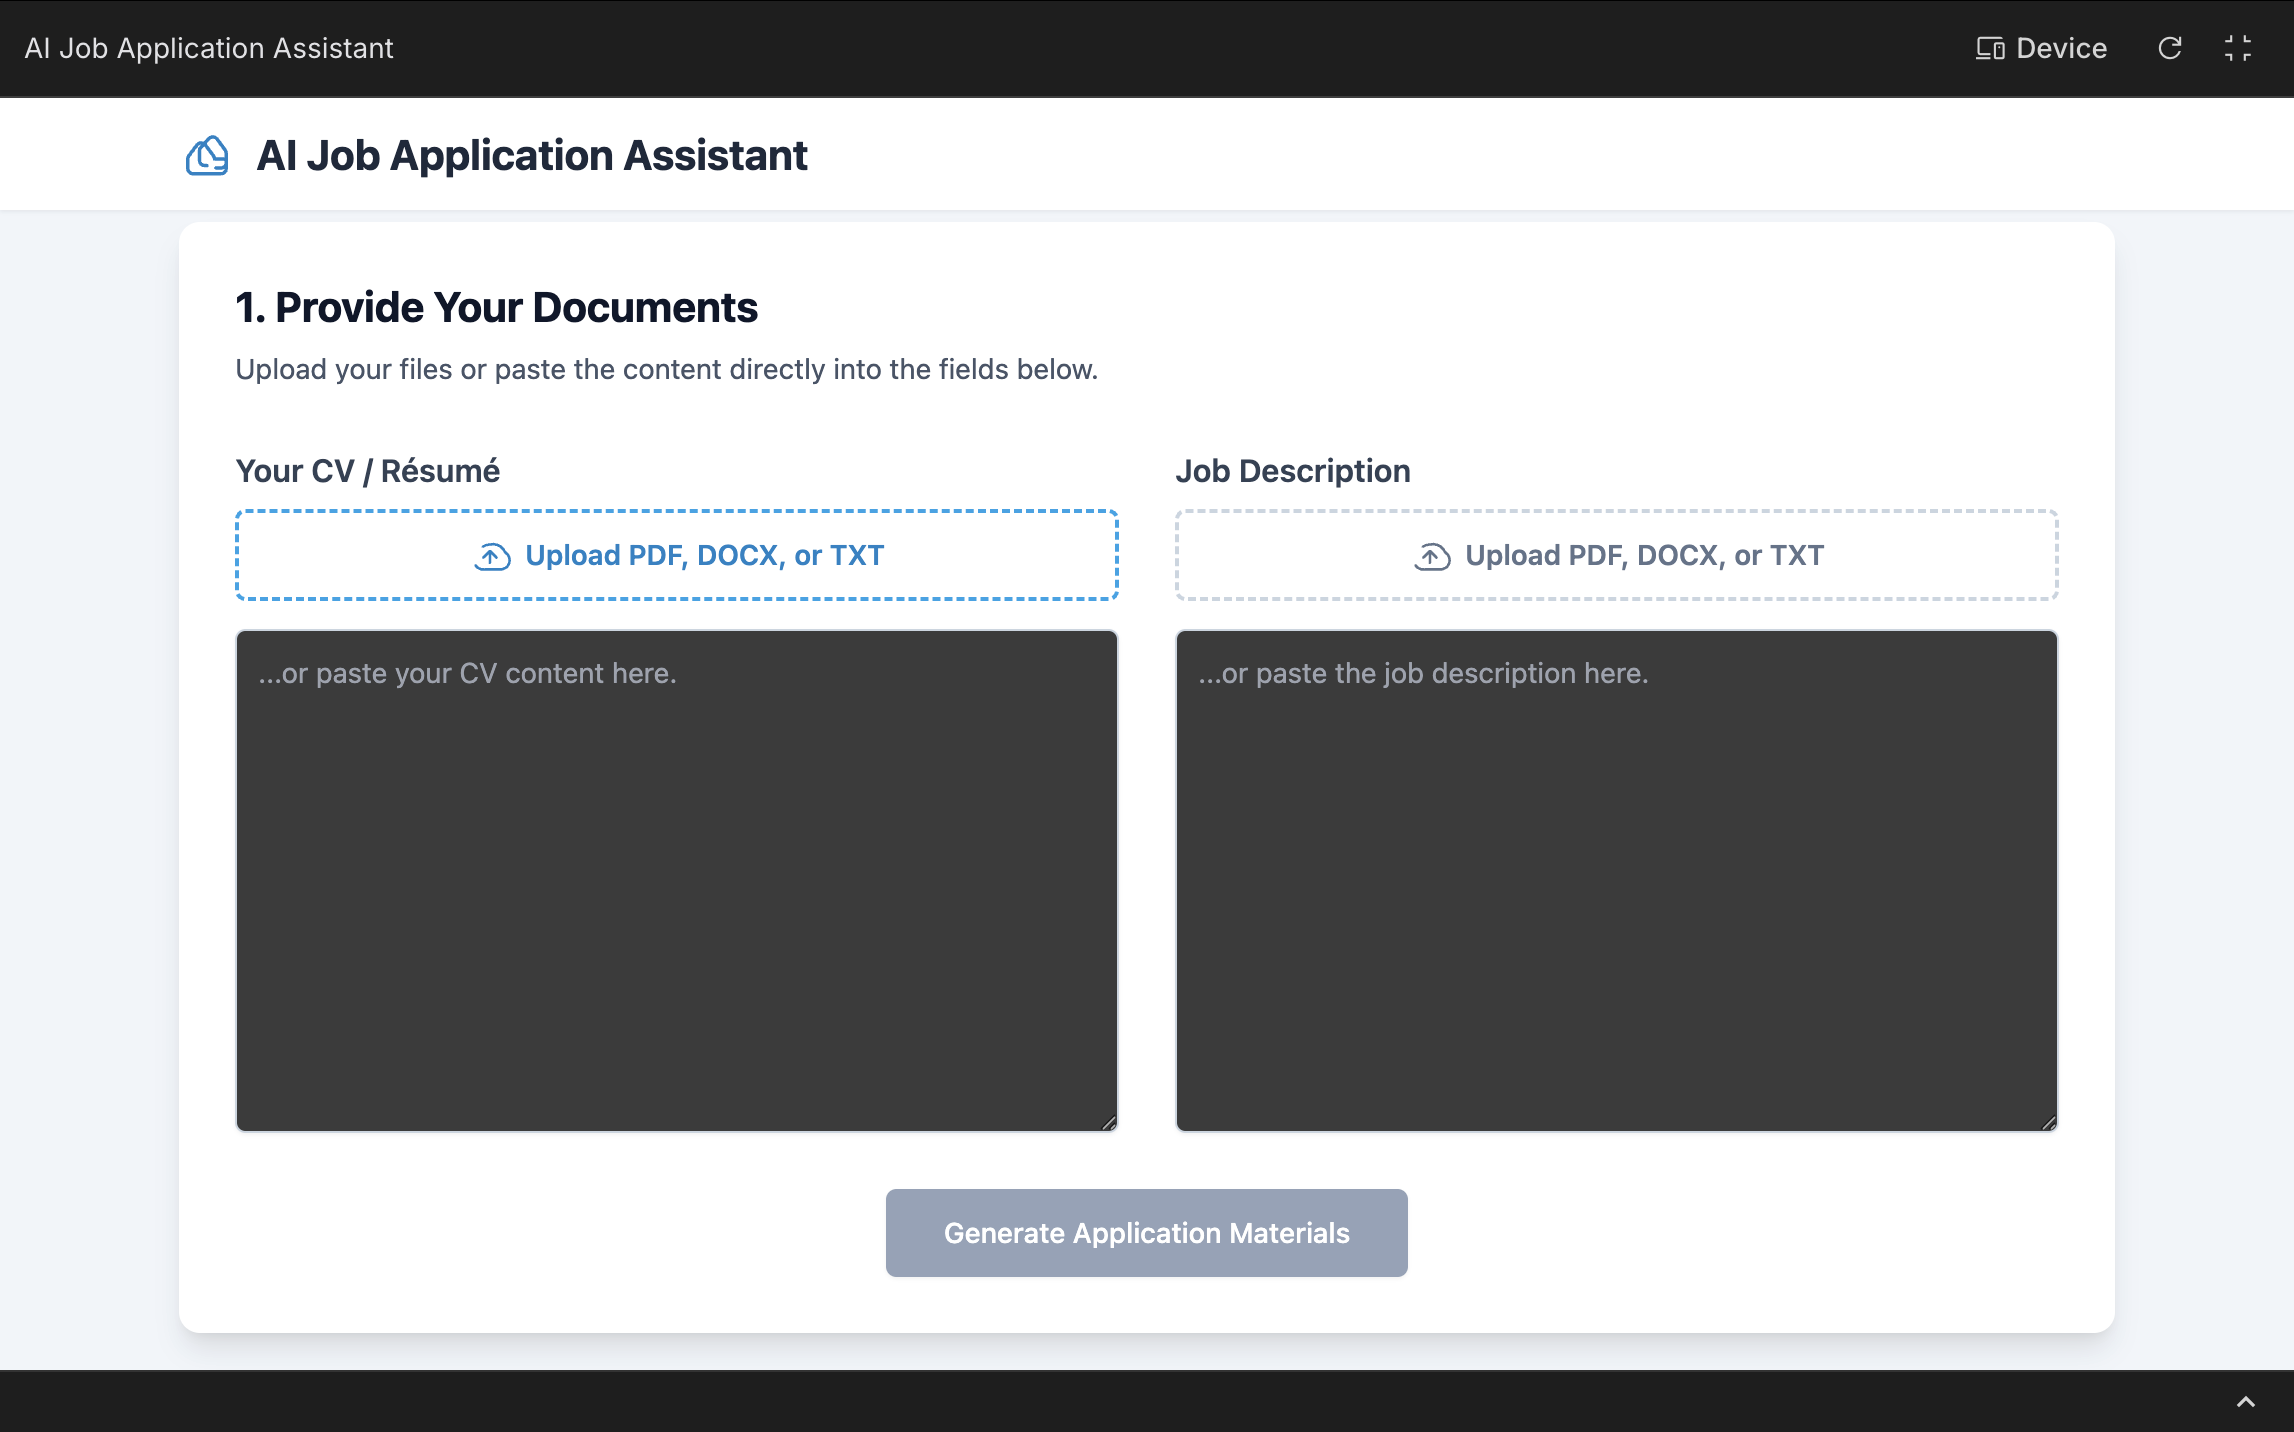 AI Job Application Assistant
Device
AI Job Application Assistant
1. Provide Your Documents
Upload your files or paste the content directly into the fields below.
Your CV / Résumé
Upload PDF, DOCX, or TXT
...or paste your CV content here.
Job Description
Upload PDF, DOCX, or TXT
...or paste the job description here.
Generate Application Materials